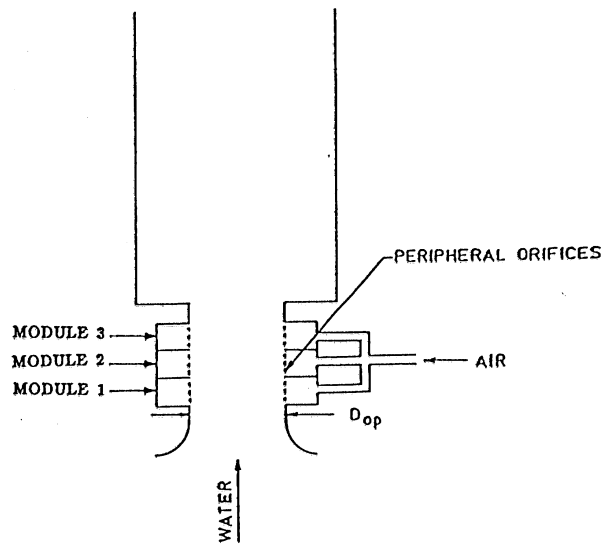 PERIPHERAL ORIFICES
MODULE 3
MODULE 2
MODULE 1
AIR
Dop
WATER